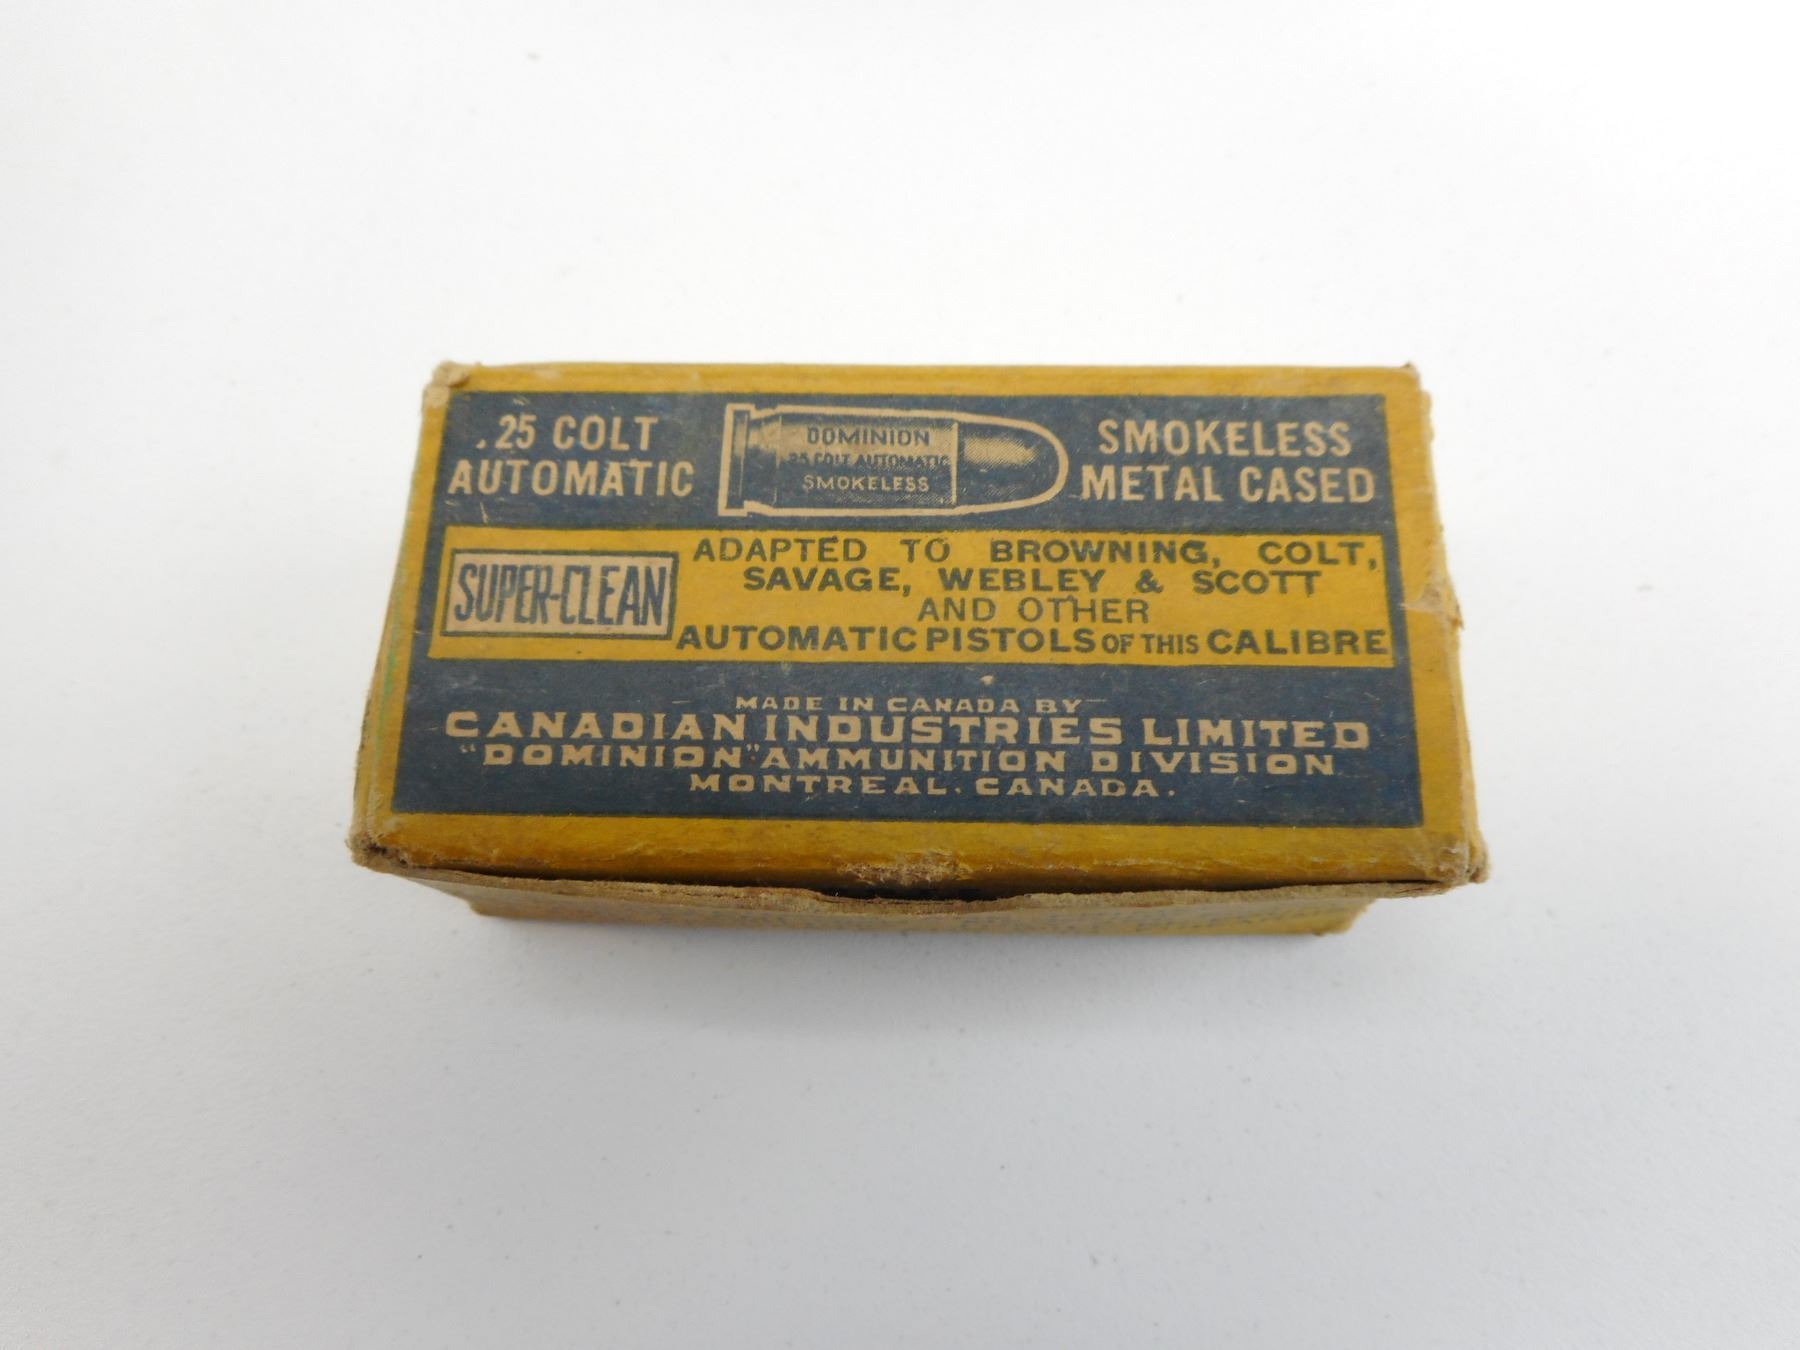 .25 COLT
AUTOMATIC
DOMINION
25 COLT AUTOMATIC
SMOKELESS
SMOKELESS
METAL CASED
SUPER-CLEAN
ADAPTED TO BROWNING, COLT,
SAVAGE, WEBLEY & SCOTT
AND OTHER
AUTOMATIC PISTOLS OF THIS CALIBRE
MADE IN CANADA BY
CANADIAN INDUSTRIES LIMITED
"DOMINION" AMMUNITION DIVISION
MONTREAL. CANADA.